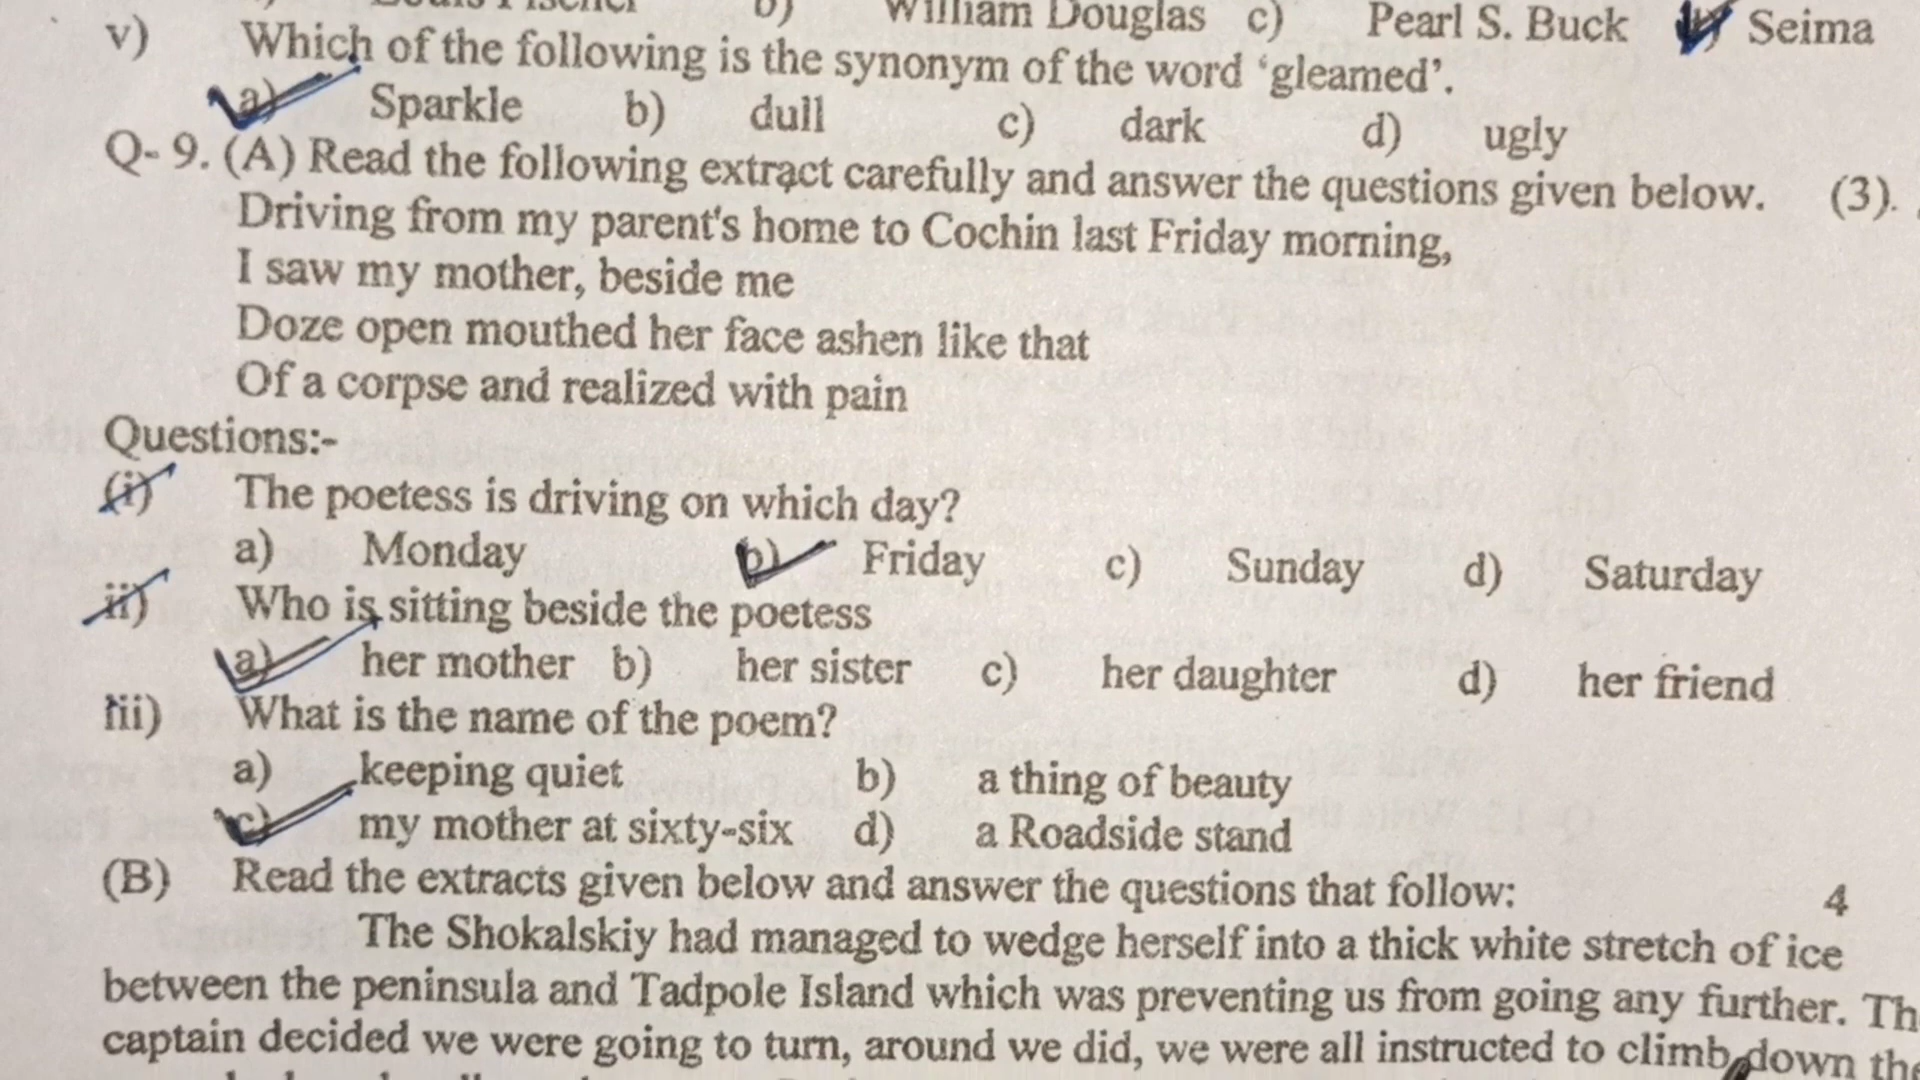 b) William Douglas c) Pearl S. Buck d) Seima
v) Which of the following is the synonym of the word 'gleamed'.
a) Sparkle b) dull c) dark d) ugly
Q- 9. (A) Read the following extract carefully and answer the questions given below. (3).
Driving from my parent's home to Cochin last Friday morning,
I saw my mother, beside me
Doze open mouthed her face ashen like that
Of a corpse and realized with pain
Questions:-
(i) The poetess is driving on which day?
a) Monday b) Friday c) Sunday d) Saturday
ii) Who is sitting beside the poetess
a) her mother b) her sister c) her daughter d) her friend
iii) What is the name of the poem?
a) keeping quiet b) a thing of beauty
c) my mother at sixty-six d) a Roadside stand
(B) Read the extracts given below and answer the questions that follow: 4
The Shokalskiy had managed to wedge herself into a thick white stretch of ice
between the peninsula and Tadpole Island which was preventing us from going any further. Th
captain decided we were going to turn, around we did, we were all instructed to climb down the